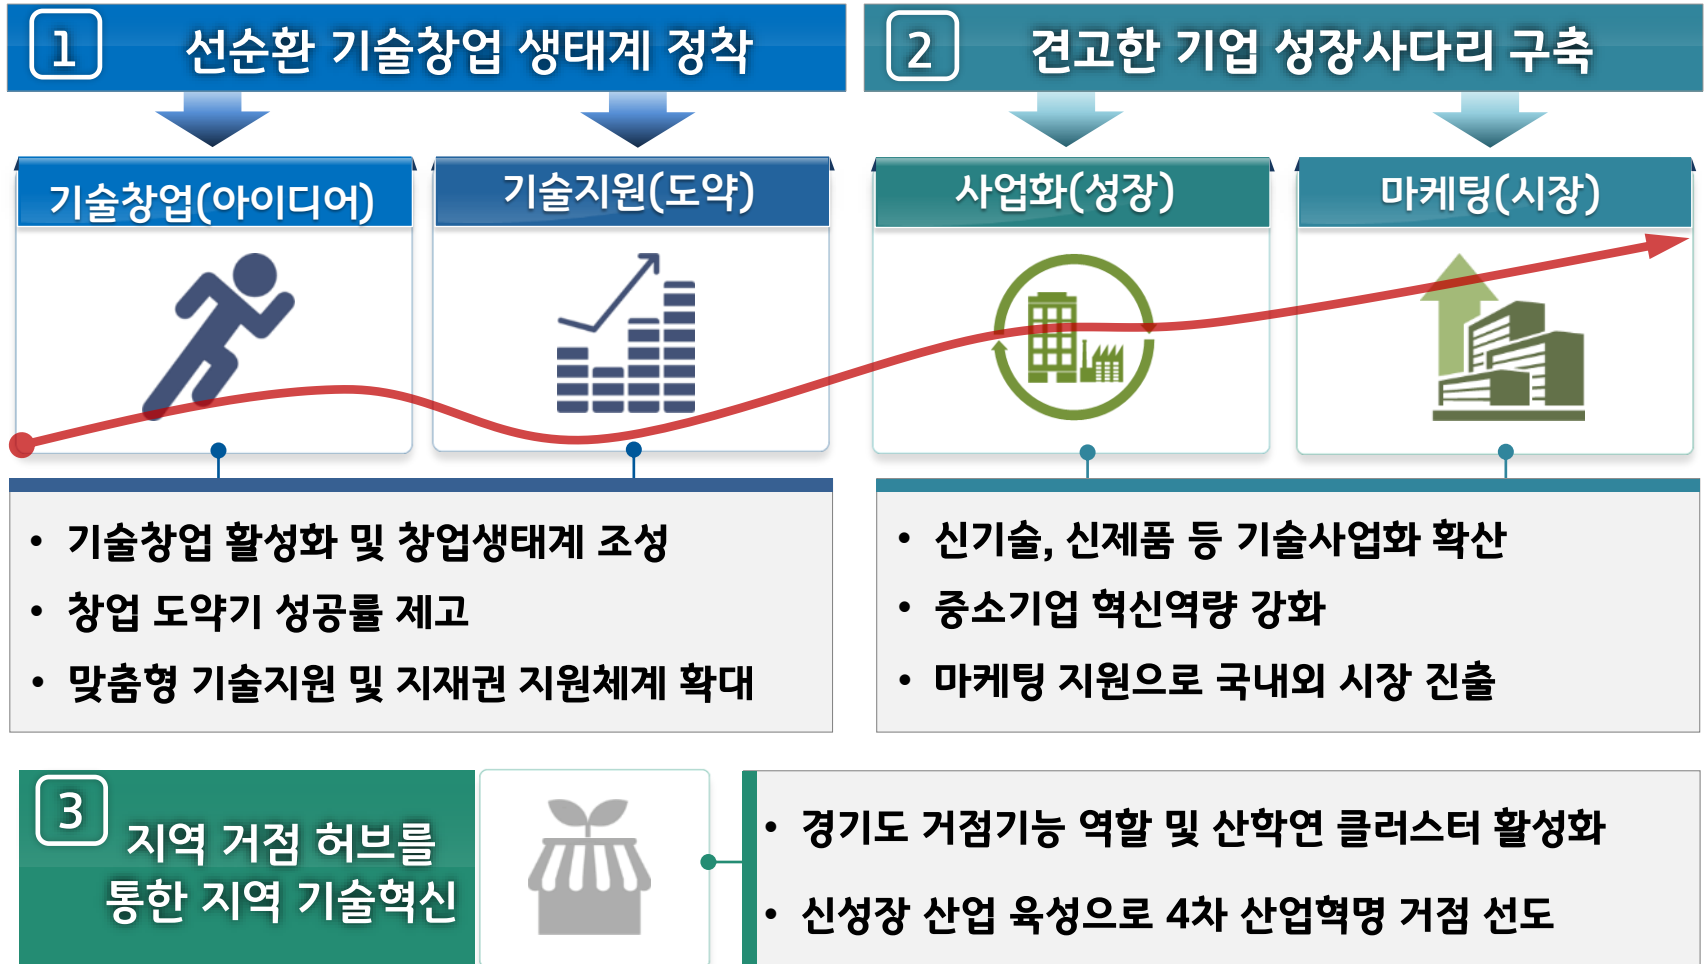 1 선순환 기술창업 생태계 정착
기술창업(아이디어)
기술지원(도약)
• 기술창업 활성화 및 창업생태계 조성
• 창업 도약기 성공률 제고
• 맞춤형 기술지원 및 지재권 지원체계 확대
2 견고한 기업 성장사다리 구축
사업화(성장)
마케팅(시장)
• 신기술, 신제품 등 기술사업화 확산
• 중소기업 혁신역량 강화
• 마케팅 지원으로 국내외 시장 진출
3
지역 거점 허브를
통한 지역 기술혁신
• 경기도 거점기능 역할 및 산학연 클러스터 활성화
• 신성장 산업 육성으로 4차 산업혁명 거점 선도